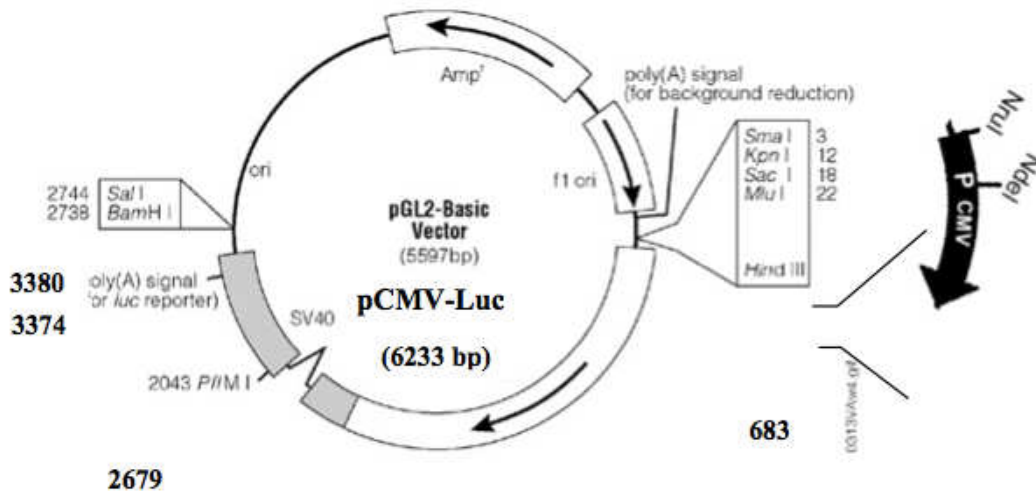 Amp^r
poly(A) signal
(for background reduction)
f1 ori
Sma I 3
Kpn I 12
Sac I 18
Mlu I 22
Hind III
NruI
NdeI
P CMV
ori
2744 Sal I
2738 BamH I
pGL2-Basic
Vector
(5597bp)
pCMV-Luc
(6233 bp)
3380
3374
oly(A) signal
or luc reporter)
SV40
2043 PflM I
683
2679